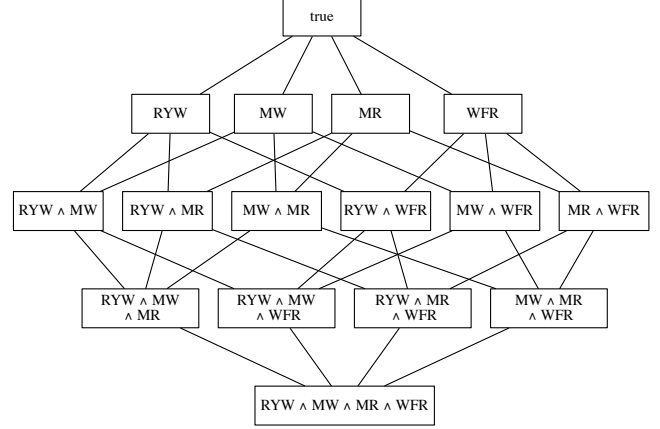 true
RYW
MW
MR
WFR
RYW ∧ MW
RYW ∧ MR
MW ∧ MR
RYW ∧ WFR
MW ∧ WFR
MR ∧ WFR
RYW ∧ MW
∧ MR
RYW ∧ MW
∧ WFR
RYW ∧ MR
∧ WFR
MW ∧ MR
∧ WFR
RYW ∧ MW ∧ MR ∧ WFR